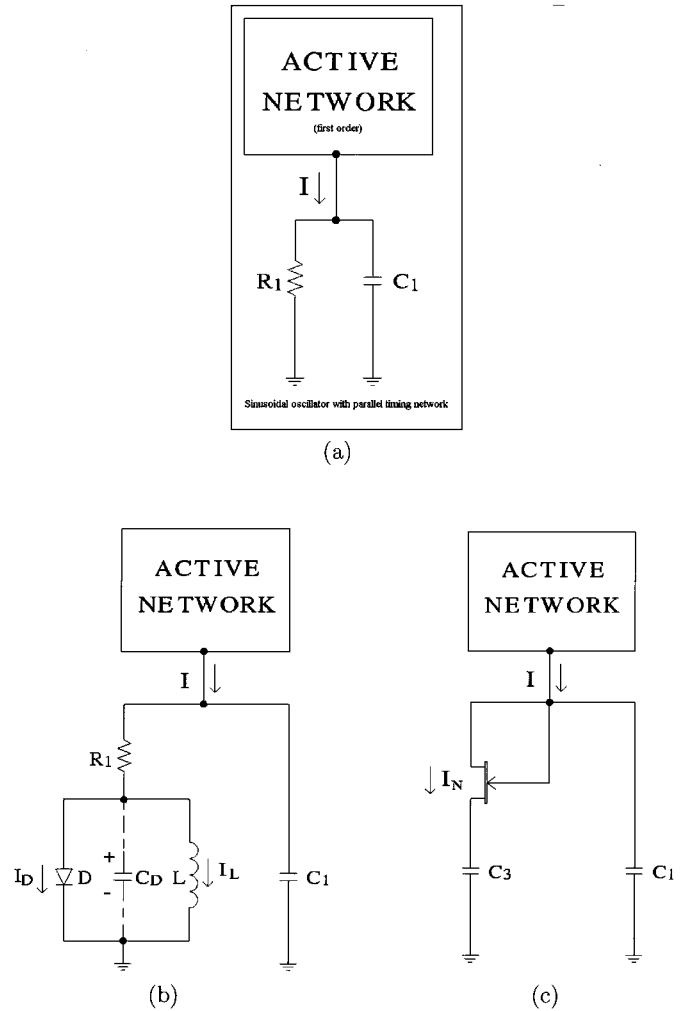 ACTIVE
NETWORK
(first order)
I
R1
C1
Sinusoidal oscillator with parallel timing network
(a)
ACTIVE
NETWORK
I
R1
+
ID D CD L IL C1
-
(b)
ACTIVE
NETWORK
I
IN
C3 C1
(c)